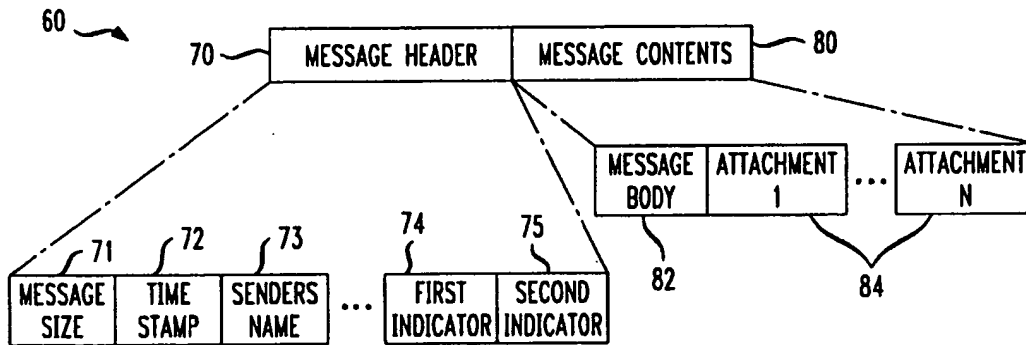 60
70 MESSAGE HEADER MESSAGE CONTENTS 80
MESSAGE BODY ATTACHMENT 1 ... ATTACHMENT N
82 84
71 72 73 74 75
MESSAGE SIZE TIME STAMP SENDERS NAME ... FIRST INDICATOR SECOND INDICATOR